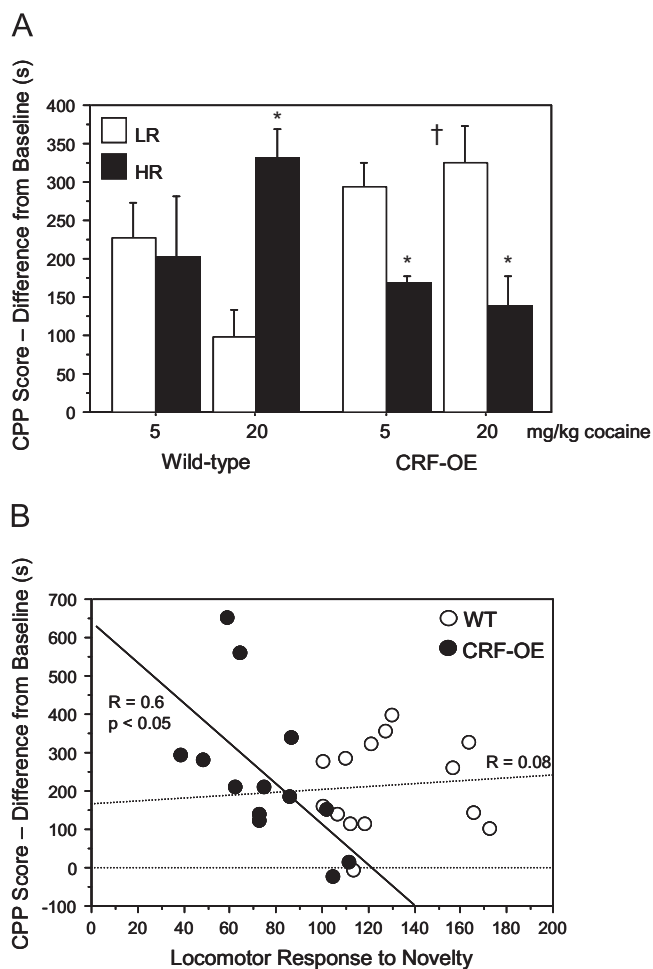 A
CPP Score – Difference from Baseline (s)
400
350
300
250
200
150
100
50
0
LR
HR
*
†
*
*
5
20
5
20
mg/kg cocaine
Wild-type
CRF-OE
B
CPP Score – Difference from Baseline (s)
700
600
500
400
300
200
100
0
-100
WT
CRF-OE
R = 0.6
p < 0.05
R = 0.08
0
20
40
60
80
100
120
140
160
180
200
Locomotor Response to Novelty